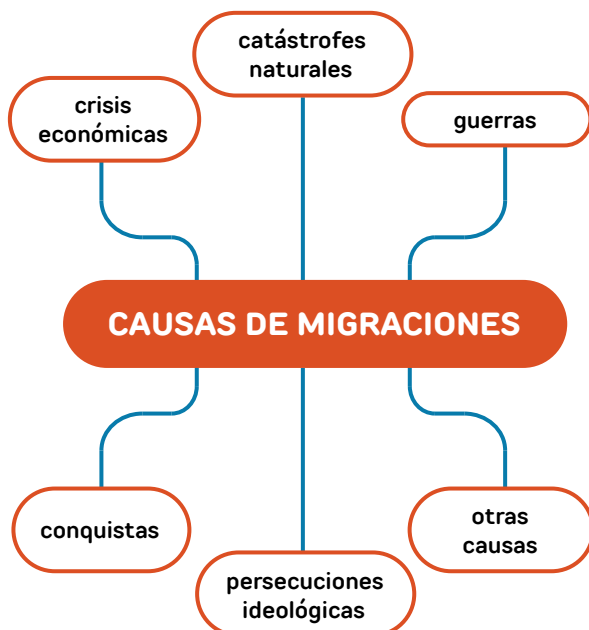 catástrofes
naturales
crisis
económicas
guerras
CAUSAS DE MIGRACIONES
conquistas
otras
causas
persecuciones
ideológicas